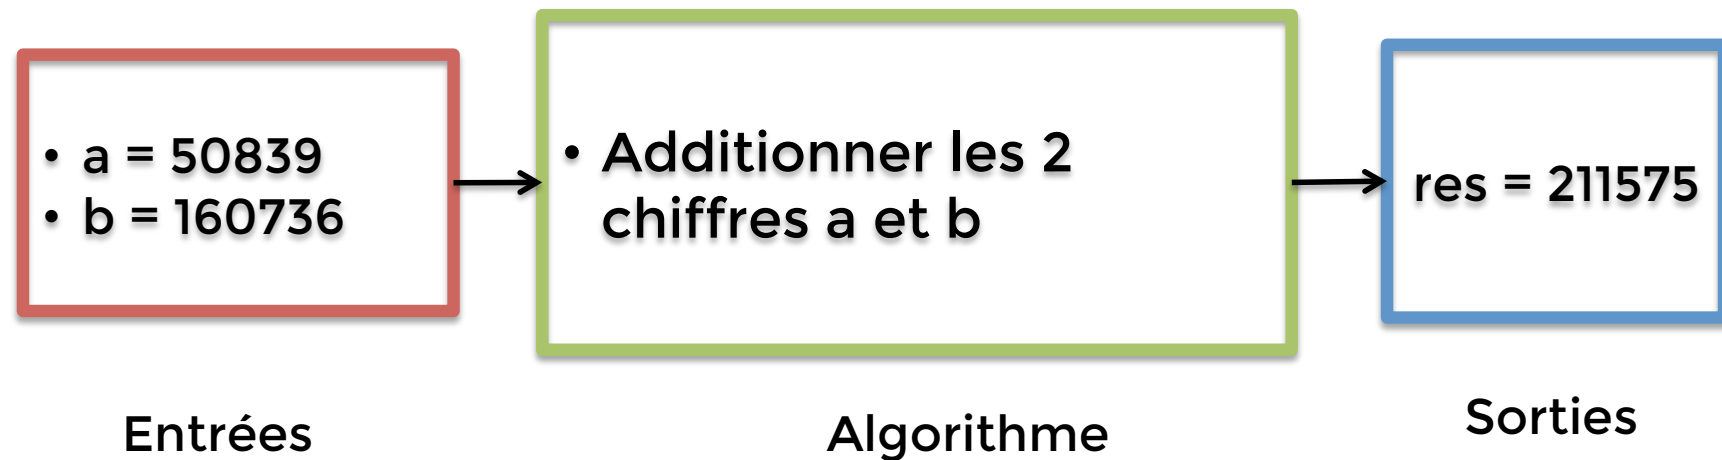 • a = 50839
• b = 160736
• Additionner les 2
chiffres a et b
res = 211575
Entrées
Algorithme
Sorties